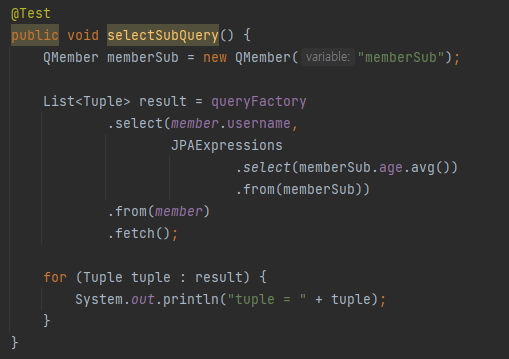 @Test
public void selectSubQuery() {
    QMember memberSub = new QMember( variable: "memberSub");

    List<Tuple> result = queryFactory
            .select(member.username,
                    JPAExpressions
                            .select(memberSub.age.avg())
                            .from(memberSub))
            .from(member)
            .fetch();

    for (Tuple tuple : result) {
        System.out.println("tuple = " + tuple);
    }
}